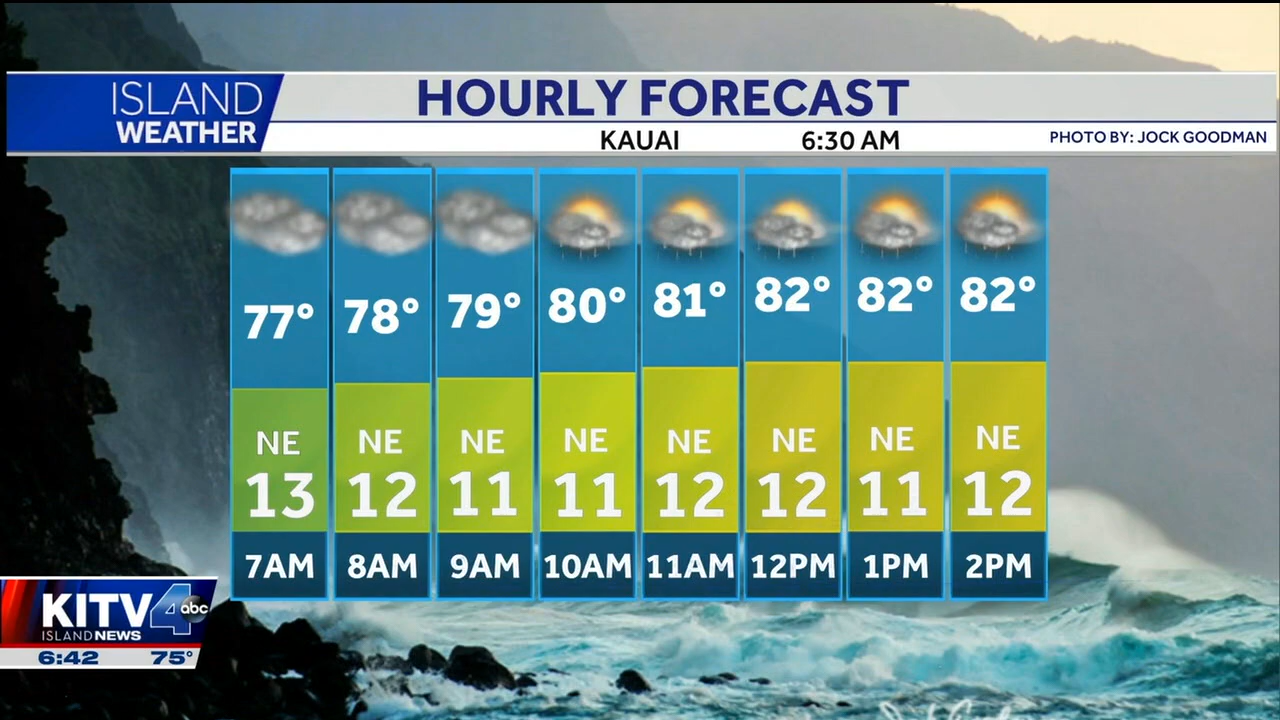 ISLAND
WEATHER
HOURLY FORECAST
KAUAI 6:30 AM
PHOTO BY: JOCK GOODMAN
77° 78° 79° 80° 81° 82° 82° 82°
NE NE NE NE NE NE NE NE
13 12 11 11 12 12 11 12
7AM 8AM 9AM 10AM 11AM 12PM 1PM 2PM
KITV 4 abc
ISLAND NEWS
6:42 75°